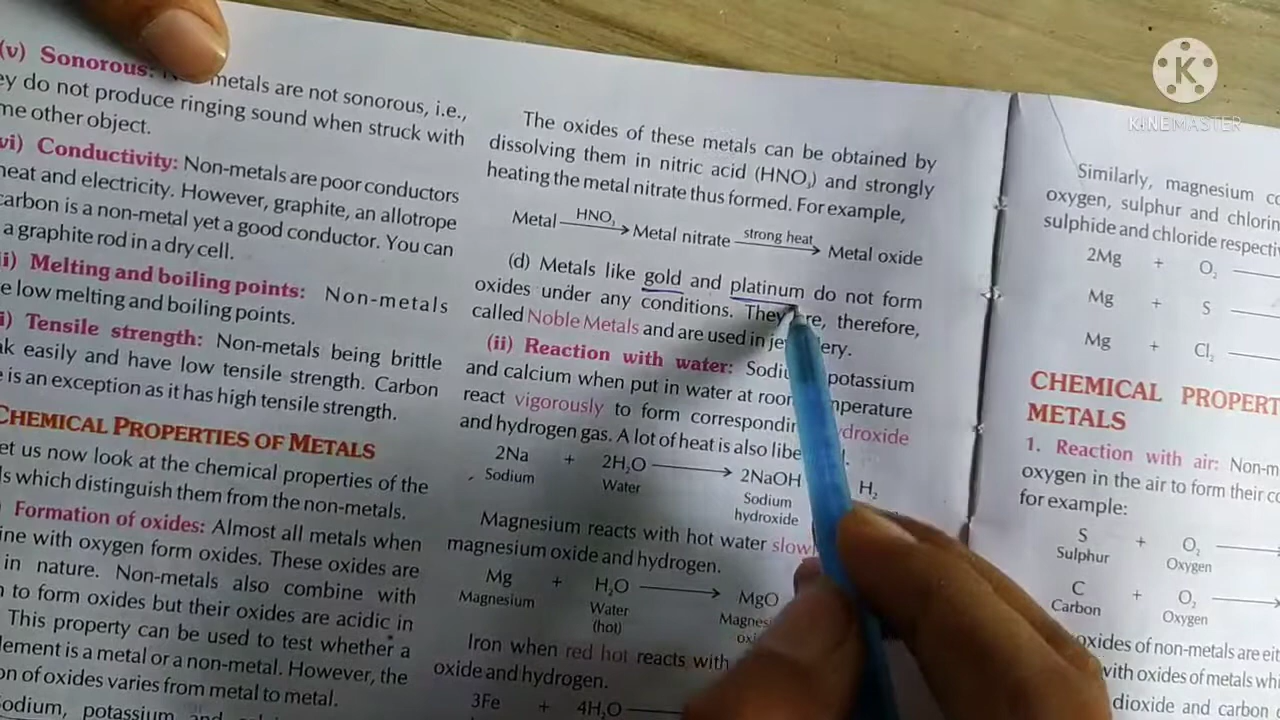 (v) Sonorous: metals are not sonorous, i.e.,
ey do not produce ringing sound when struck with
me other object.
vi) Conductivity: Non-metals are poor conductors
heat and electricity. However, graphite, an allotrope
carbon is a non-metal yet a good conductor. You can
a graphite rod in a dry cell.
ii) Melting and boiling points: Non-metals
e low melting and boiling points.
i) Tensile strength: Non-metals being brittle
ak easily and have low tensile strength. Carbon
e is an exception as it has high tensile strength.
CHEMICAL PROPERTIES OF METALS
et us now look at the chemical properties of the
ls which distinguish them from the non-metals.
Formation of oxides: Almost all metals when
ine with oxygen form oxides. These oxides are
in nature. Non-metals also combine with
n to form oxides but their oxides are acidic in
This property can be used to test whether a
lement is a metal or a non-metal. However, the
on of oxides varies from metal to metal.
Sodium, potassium and
The oxides of these metals can be obtained by
dissolving them in nitric acid (HNO3) and strongly
heating the metal nitrate thus formed. For example,
Metal HNO3 → Metal nitrate strong heat → Metal oxide
(d) Metals like gold and platinum do not form
oxides under any conditions. They re, therefore,
called Noble Metals and are used in je ery.
(ii) Reaction with water: Sodiu potassium
and calcium when put in water at room mperature
react vigorously to form correspondin ydroxide
and hydrogen gas. A lot of heat is also libe
2Na + 2H2O → 2NaOH H2
Sodium Water Sodium hydroxide
Magnesium reacts with hot water slowl
magnesium oxide and hydrogen.
Mg + H2O → MgO
Magnesium Water (hot) Magnesi oxi
Iron when red hot reacts with
oxide and hydrogen.
3Fe + 4H2O
Similarly, magnesium co
oxygen, sulphur and chlorin
sulphide and chloride respectiv
2Mg + O2
Mg + S
Mg + Cl2
CHEMICAL PROPERT
METALS
1. Reaction with air: Non-m
oxygen in the air to form their co
for example:
S + O2
Sulphur Oxygen
C + O2
Carbon Oxygen
oxides of non-metals are eit
with oxides of metals whi
dioxide and carbon
K
KINEMASTER